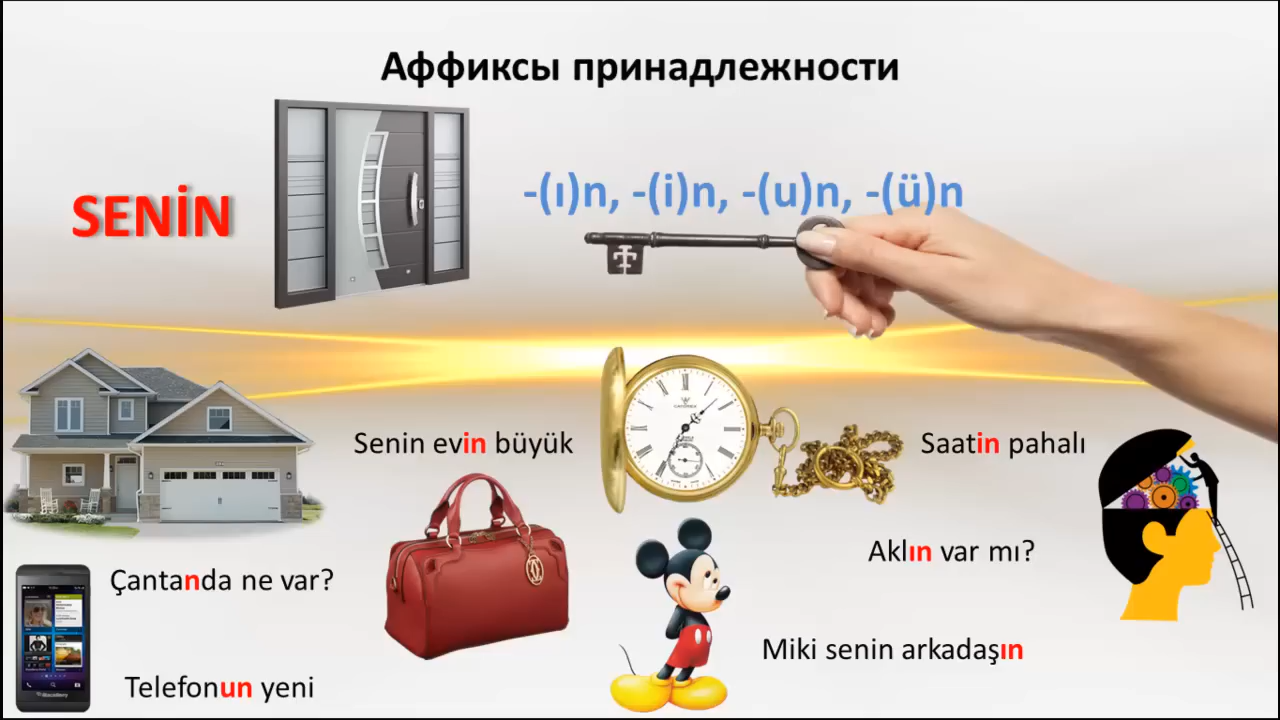 Аффиксы принадлежности
SENİN
-(ı)n, -(i)n, -(u)n, -(ü)n
Senin evin büyük
Saatin pahalı
Aklın var mı?
Çantanda ne var?
Miki senin arkadaşın
Telefonun yeni
BlackBerry